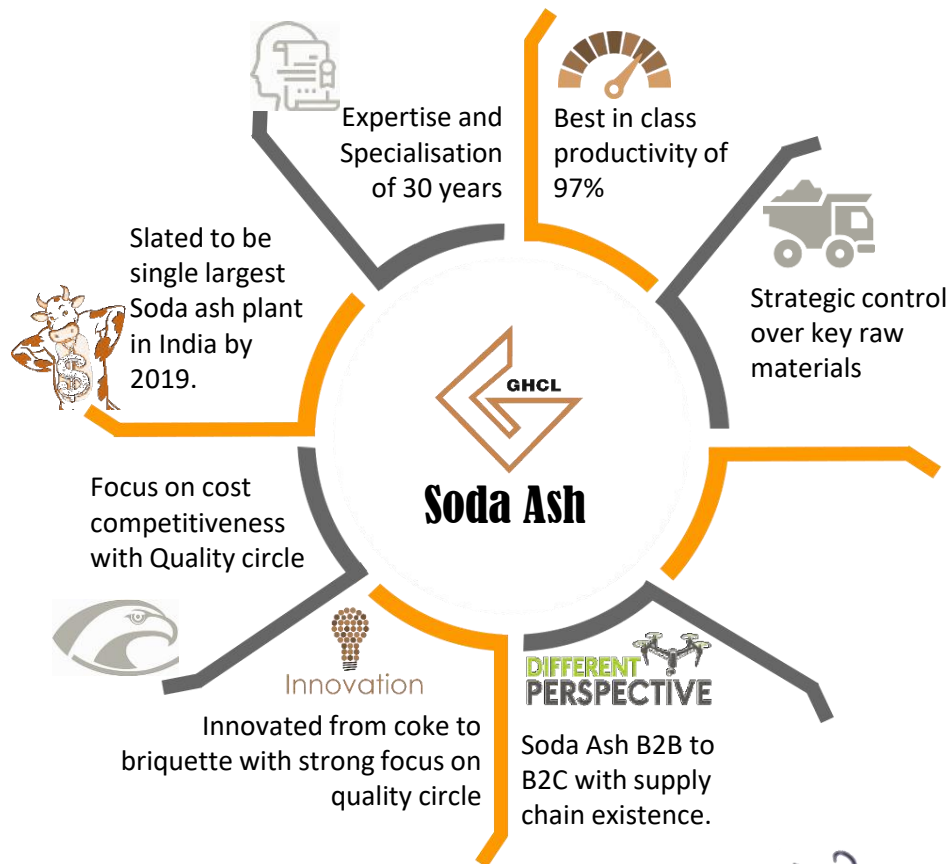 Expertise and
Specialisation
of 30 years
Best in class
productivity of
97%
Strategic control
over key raw
materials
Slated to be
single largest
Soda ash plant
in India by
2019.
$
GHCL
Soda Ash
Focus on cost
competitiveness
with Quality circle
Innovation
Innovated from coke to
briquette with strong focus on
quality circle
DIFFERENT
PERSPECTIVE
Soda Ash B2B to
B2C with supply
chain existence.